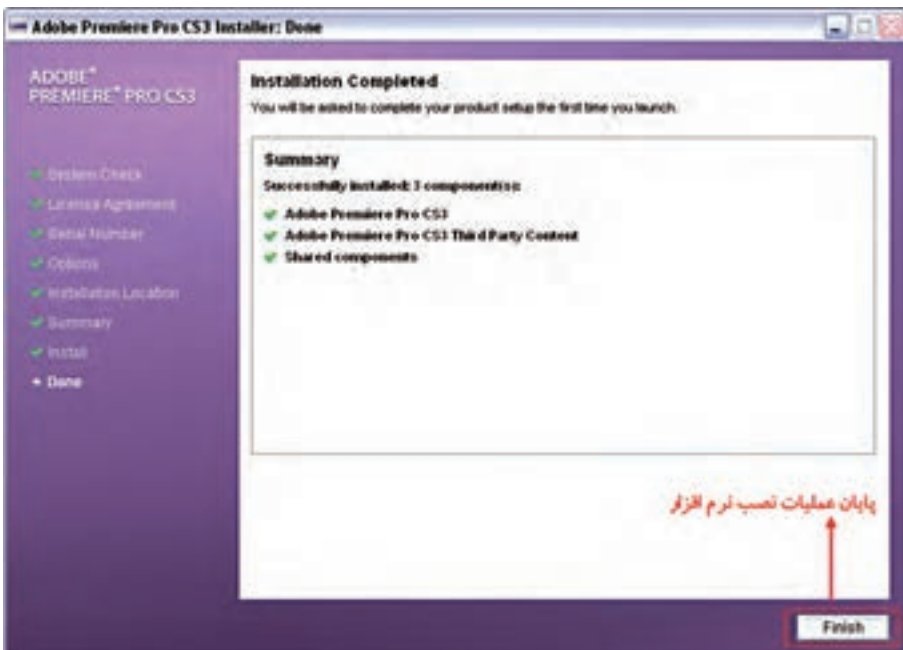 Adobe Premiere Pro CS3 Installer: Done
ADOBE®
PREMIERE® PRO CS3
System Check
License Agreement
Serial Number
Options
Installation Location
Summary
Install
Done
Installation Completed
You will be asked to complete your product setup the first time you launch.
Summary
Successfully installed: 3 component(s):
Adobe Premiere Pro CS3
Adobe Premiere Pro CS3 Third Party Content
Shared components
پایان عملیات نصب نرم افزار
Finish